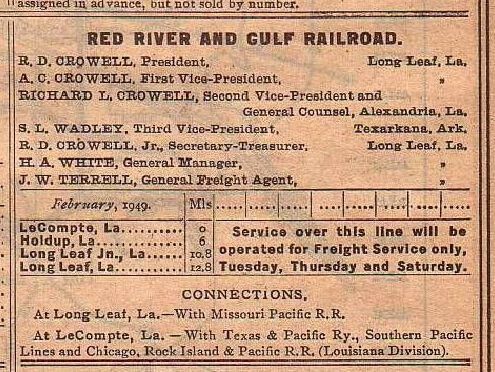 assigned in advance, but not sold by number.
RED RIVER AND GULF RAILROAD.
R. D. CROWELL, President, Long Leaf, La.
A. C. CROWELL, First Vice-President, "
RICHARD L. CROWELL, Second Vice-President and
General Counsel, Alexandria, La.
S. L. WADLEY, Third Vice-President, Texarkana, Ark.
R. D. CROWELL, Jr., Secretary-Treasurer. Long Leaf, La.
H. A. WHITE, General Manager, "
J. W. TERRELL, General Freight Agent, "
February, 1949. Mls
LeCompte, La.......... 0 Service over this line will be
Holdup, La............. 6 operated for Freight Service only,
Long Leaf Jn., La...... 12.8 Tuesday, Thursday and Saturday.
Long Leaf, La.......... 12.8
CONNECTIONS.
At Long Leaf, La.—With Missouri Pacific R.R.
At LeCompte, La.—With Texas & Pacific Ry., Southern Pacific
Lines and Chicago, Rock Island & Pacific R.R. (Louisiana Division).